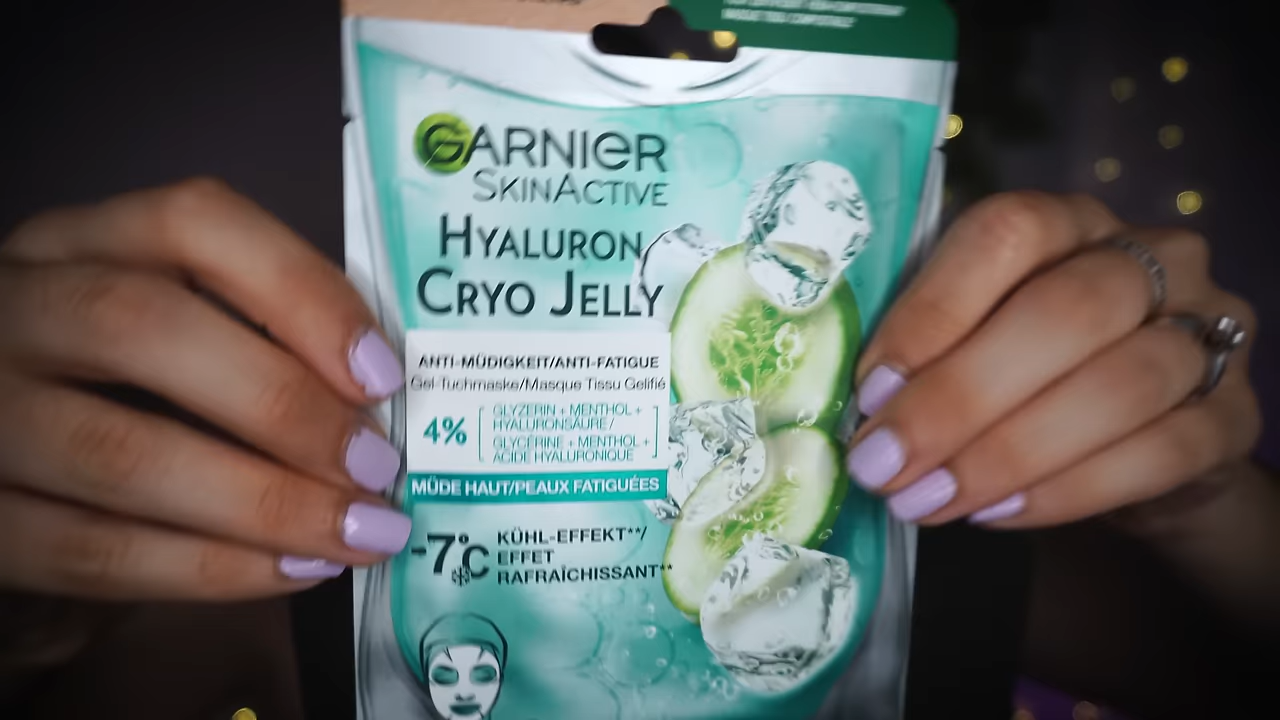 GARNIER
SKINACTIVE
HYALURON
CRYO JELLY
ANTI-MÜDIGKEIT/ANTI-FATIGUE
Gel-Tuchmaske/Masque Tissu Gélifié
4%
GLYZERIN + MENTHOL +
HYALURONSÄURE /
GLYCÉRINE + MENTHOL +
ACIDE HYALURONIQUE
MÜDE HAUT/PEAUX FATIGUÉES
-7°C
KÜHL-EFFEKT**/
EFFET
RAFRAÎCHISSANT**